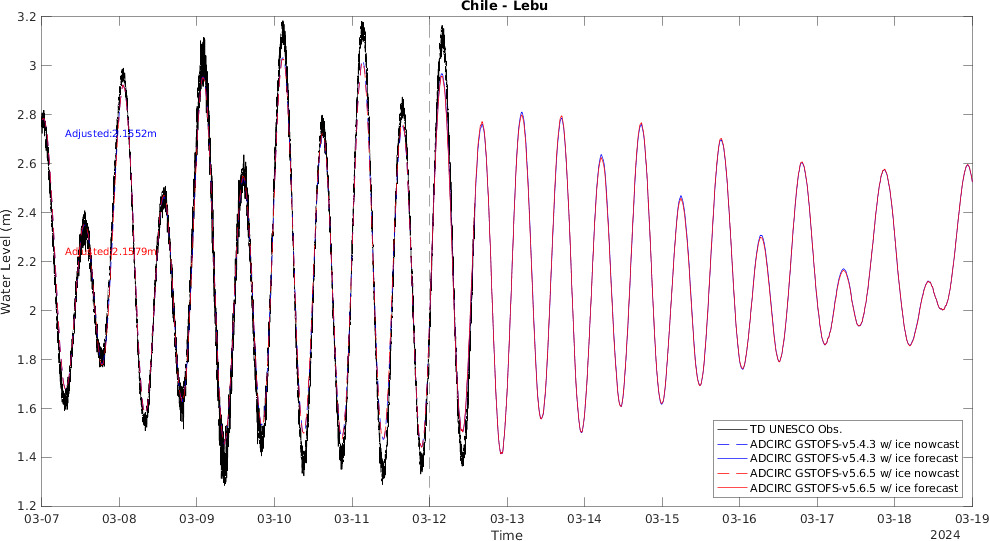 Chile - Lebu
3.2
3
2.8
2.6
2.4
2.2
2
1.8
1.6
1.4
1.2
Water Level (m)
Adjusted:2.1552m
Adjusted:2.1579m
TD UNESCO Obs.
ADCIRC GSTOFS-v5.4.3 w/ ice nowcast
ADCIRC GSTOFS-v5.4.3 w/ ice forecast
ADCIRC GSTOFS-v5.6.5 w/ ice nowcast
ADCIRC GSTOFS-v5.6.5 w/ ice forecast
03-07 03-08 03-09 03-10 03-11 03-12 03-13 03-14 03-15 03-16 03-17 03-18 03-19
Time
2024